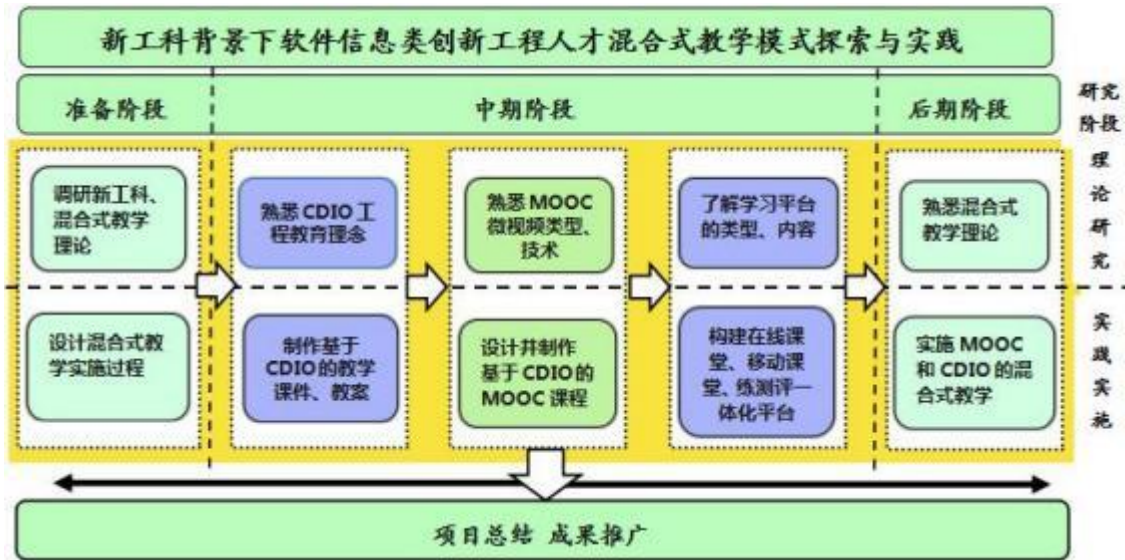 新工科背景下软件信息类创新工程人才混合式教学模式探索与实践
准备阶段
中期阶段
后期阶段
研究
阶段
调研新工科、
混合式教学
理论
熟悉 CDIO 工
程教育理念
熟悉 MOOC
微视频类型、
技术
了解学习平台
的类型、内容
熟悉混合式
教学理论
理
论
研
究
设计混合式教
学实施过程
制作基于
CDIO 的教学
课件、教案
设计并制作
基于 CDIO 的
MOOC 课程
构建在线课
堂、移动课
堂、练测评一
体化平台
实施 MOOC
和 CDIO 的混
合式教学
实
践
实
施
项目总结 成果推广